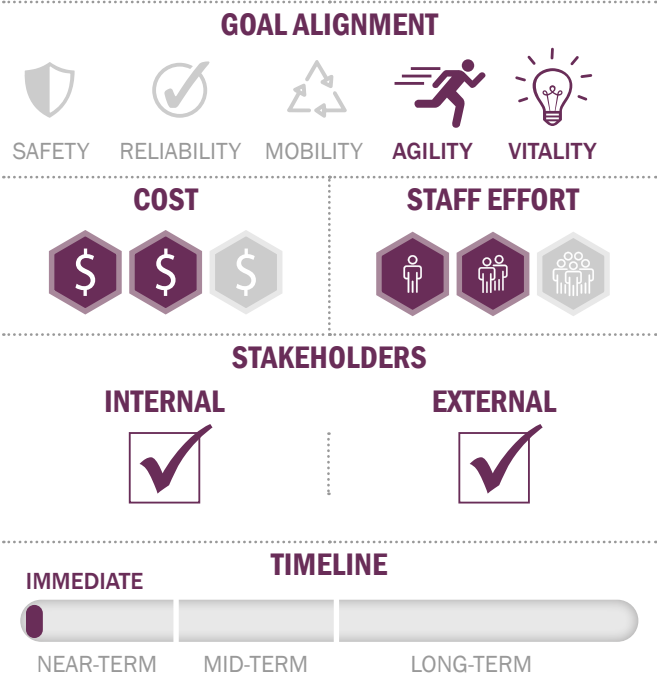 GOAL ALIGNMENT
SAFETY RELIABILITY MOBILITY AGILITY VITALITY
COST STAFF EFFORT
$ $ $
STAKEHOLDERS
INTERNAL EXTERNAL
TIMELINE
IMMEDIATE
NEAR-TERM MID-TERM LONG-TERM